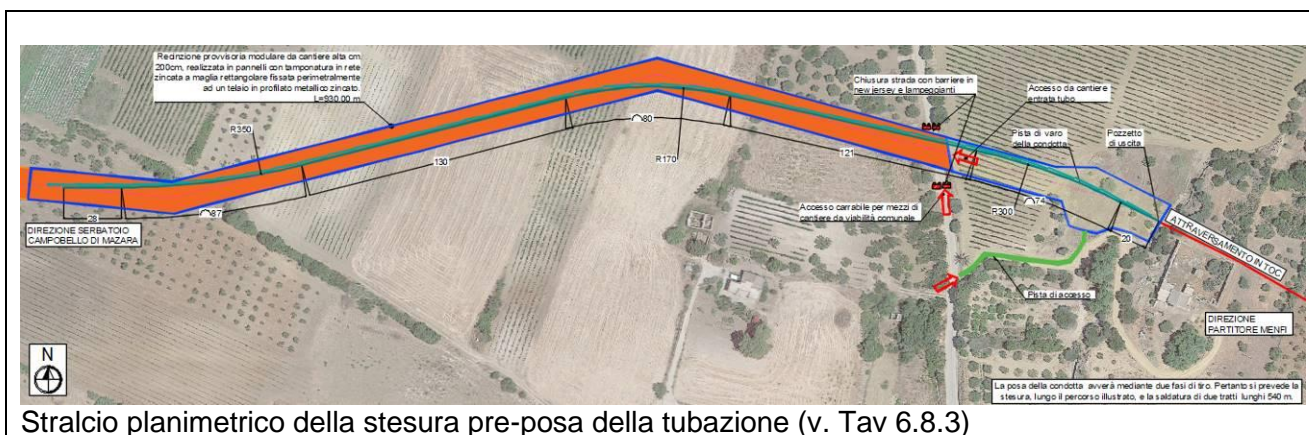 Recinzione provvisoria modulare da cantiere alta cm
200cm, realizzata in pannelli con tamponatura in rete
zincata a maglia rettangolare fissata perimetralmente
ad un telaio in profilato metallico zincato.
L=930.00 m
Chiusura strada con barriere in
new jersey e lampeggianti
Accesso da cantiere
entrata tubo
Pista di varo
della condotta
Pozzetto
di uscita
R350
80
130
R170
121
R300
74
20
28
87
DIREZIONE SERBATOIO
CAMPOBELLO DI MAZARA
Accesso carrabile per mezzi di
cantiere da viabilità comunale
ATTRAVERSAMENTO IN TOC
Pista di accesso
DIREZIONE
PARTITORE MENFI
N
La posa della condotta avverrà mediante due fasi di tiro. Pertanto si prevede la
stesura, lungo il percorso illustrato, e la saldatura di due tratti lunghi 540 m.
Stralcio planimetrico della stesura pre-posa della tubazione (v. Tav 6.8.3)